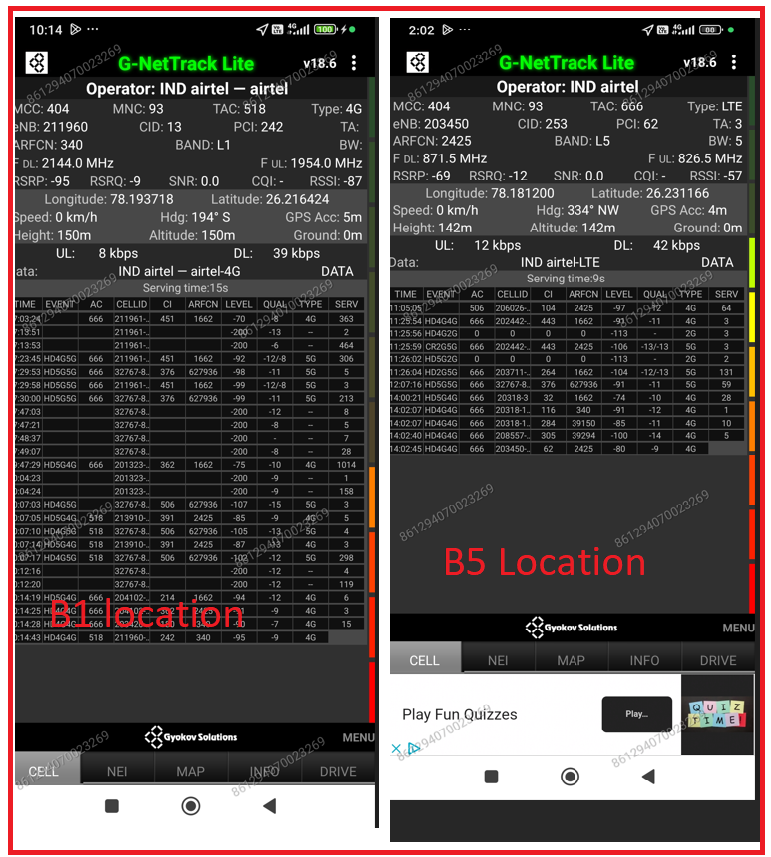 10:14
4G
100
G-NetTrack Lite
v18.6
Operator: IND airtel — airtel
MCC: 404 MNC: 93 TAC: 518 Type: 4G
eNB: 211960 CID: 13 PCI: 242 TA:
ARFCN: 340 BAND: L1 BW:
F DL: 2144.0 MHz F UL: 1954.0 MHz
RSRP: -95 RSRQ: -9 SNR: 0.0 CQI: - RSSI: -87
Longitude: 78.193718 Latitude: 26.216424
Speed: 0 km/h Hdg: 194° S GPS Acc: 5m
Height: 150m Altitude: 150m Ground: 0m
UL: 8 kbps DL: 39 kbps
ata: IND airtel — airtel-4G DATA
Serving time:15s
TIME EVENT AC CELLID CI ARFCN LEVEL QUAL TYPE SERV
7:03:24 666 211961-.. 451 1662 -70 -8 4G 363
7:13:51 211961-.. -200 -13 -- 2
7:13:53 211961-.. -200 -6 -- 464
7:23:45 HD4G5G 666 211961-.. 451 1662 -92 -12/-8 5G 306
7:29:53 HD5G5G 666 32767-8.. 376 627936 -98 -11 5G 5
7:29:58 HD5G5G 666 211961-.. 451 1662 -99 -12/-8 5G 3
7:30:00 HD5G5G 666 32767-8.. 376 627936 -99 -11 5G 213
7:47:03 32767-8.. -200 -12 -- 8
7:47:21 32767-8.. -200 -8 -- 5
7:48:37 32767-8.. -200 - -- 7
7:49:07 32767-8.. -200 -8 -- 28
0:47:29 HD5G4G 666 201323-.. 362 1662 -75 -10 4G 1014
0:04:23 201323-.. -200 -9 -- 1
0:04:24 201323-.. -200 -9 -- 158
0:07:03 HD4G5G 32767-8.. 506 627936 -107 -15 5G 3
0:07:05 HD5G4G 518 213910-.. 391 2425 -85 -9 4G 5
0:07:10 HD4G5G 518 32767-8.. 506 627936 -105 -13 5G 4
0:07:14 HD5G4G 518 213910-.. 391 2425 -87 -13 4G 3
0:07:17 HD4G5G 518 32767-8.. 506 627936 -102 -12 5G 298
0:12:16 32767-8.. -200 -12 -- 4
0:12:20 32767-8.. -200 -12 -- 119
0:14:19 HD5G4G 666 204102-.. 214 1662 -94 -12 4G 6
0:14:25 HD4G4G 666 2425 -9 4G 3
0:14:28 666 340 -90 -7 4G 15
0:14:43 HD4G4G 518 211960-.. 242 340 -95 -9 4G
B1 location
Gyokov Solutions
MENU
CELL NEI MAP INFO DRIVE
861294070023269
861294070023269
861294070023269
861294070023269
861294070023269
861294070023269
2:02
4G
G-NetTrack Lite
v18.6
Operator: IND airtel
MCC: 404 MNC: 93 TAC: 666 Type: LTE
eNB: 203450 CID: 253 PCI: 62 TA: 3
ARFCN: 2425 BAND: L5 BW: 5
F DL: 871.5 MHz F UL: 826.5 MHz
RSRP: -69 RSRQ: -12 SNR: 0.0 CQI: - RSSI: -57
Longitude: 78.181200 Latitude: 26.231166
Speed: 0 km/h Hdg: 334° NW GPS Acc: 4m
Height: 142m Altitude: 142m Ground: 0m
UL: 12 kbps DL: 42 kbps
Data: IND airtel-LTE DATA
Serving time:9s
TIME EVENT AC CELLID CI ARFCN LEVEL QUAL TYPE SERV
11:05:05 506 206026-.. 104 2425 -97 -12 4G 64
11:25:54 HD4G4G 666 202442-.. 443 1662 -91 -11 4G 3
11:25:56 HD4G2G 0 0 0 0 -113 - 2G 3
11:25:59 CR2G5G 666 202442-.. 443 2425 -106 -13/-13 5G 3
11:26:02 HD5G2G 0 0 0 0 -113 - 2G 2
11:26:04 HD2G5G 666 203711-.. 264 1662 -104 -12/-13 5G 131
12:07:16 HD5G5G 666 32767-8.. 376 627936 -91 -11 5G 59
14:00:21 HD5G4G 666 20318-3 32 1662 -74 -10 4G 28
14:02:07 HD4G4G 666 20318-1.. 116 340 -91 -12 4G 1
14:02:07 HD4G4G 666 20318-1.. 284 39150 -85 -11 4G 10
14:02:40 HD4G4G 666 208557-.. 305 39294 -100 -14 4G 5
14:02:45 HD4G4G 666 203450-.. 62 2425 -80 -9 4G
B5 Location
Gyokov Solutions
MENU
CELL NEI MAP INFO DRIVE
Play Fun Quizzes
Play...
QUIZ
TIME!
861294070023269
861294070023269
861294070023269
861294070023269
861294070023269
861294070023269